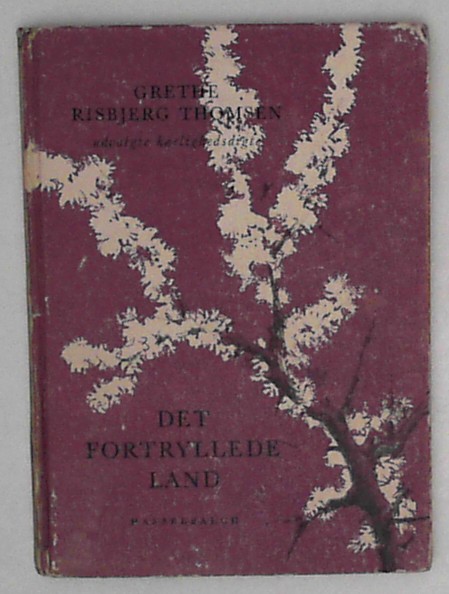 GRETHE
RISBJERG THOMSEN
udvalgte kærlighedsdigte
DET
FORTRYLLEDE
LAND
HASSELBALCH